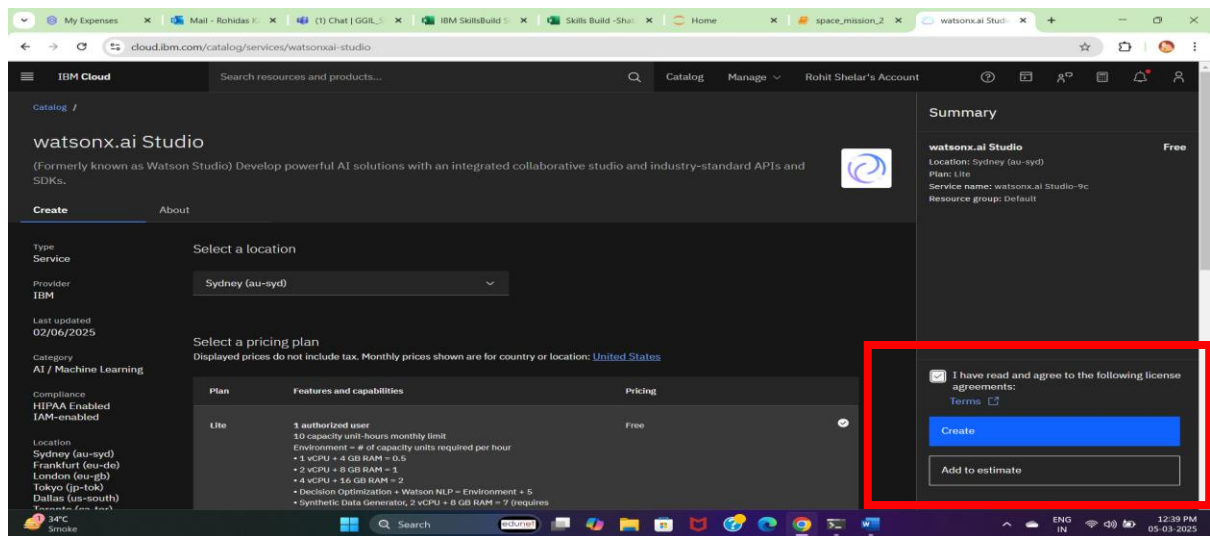 My Expenses
Mail - Rohidas K
(1) Chat | GGIL_S
IBM SkillsBuild S
Skills Build -Shal
Home
space_mission_2
watsonx.ai Studi
cloud.ibm.com/catalog/services/watsonxai-studio
IBM Cloud
Search resources and products...
Catalog
Manage
Rohit Shelar's Account
Catalog /
watsonx.ai Studio
(Formerly known as Watson Studio) Develop powerful AI solutions with an integrated collaborative studio and industry-standard APIs and
SDKs.
Create
About
Type
Service
Provider
IBM
Last updated
02/06/2025
Category
AI / Machine Learning
Compliance
HIPAA Enabled
IAM-enabled
Location
Sydney (au-syd)
Frankfurt (eu-de)
London (eu-gb)
Tokyo (jp-tok)
Dallas (us-south)
Select a location
Sydney (au-syd)
Select a pricing plan
Displayed prices do not include tax. Monthly prices shown are for country or location: United States
Plan
Features and capabilities
Pricing
Lite
1 authorized user
Free
10 capacity unit-hours monthly limit
Environment = # of capacity units required per hour
• 1 vCPU + 4 GB RAM = 0.5
• 2 vCPU + 8 GB RAM = 1
• 4 vCPU + 16 GB RAM = 2
• Decision Optimization + Watson NLP = Environment + 5
• Synthetic Data Generator, 2 vCPU + 8 GB RAM = 7 (requires
Summary
watsonx.ai Studio
Free
Location: Sydney (au-syd)
Plan: Lite
Service name: watsonx.ai Studio-9c
Resource group: Default
I have read and agree to the following license
agreements:
Terms
Create
Add to estimate
1
34°C
Smoke
Search
edunet
ENG
IN
12:39 PM
05-03-2025